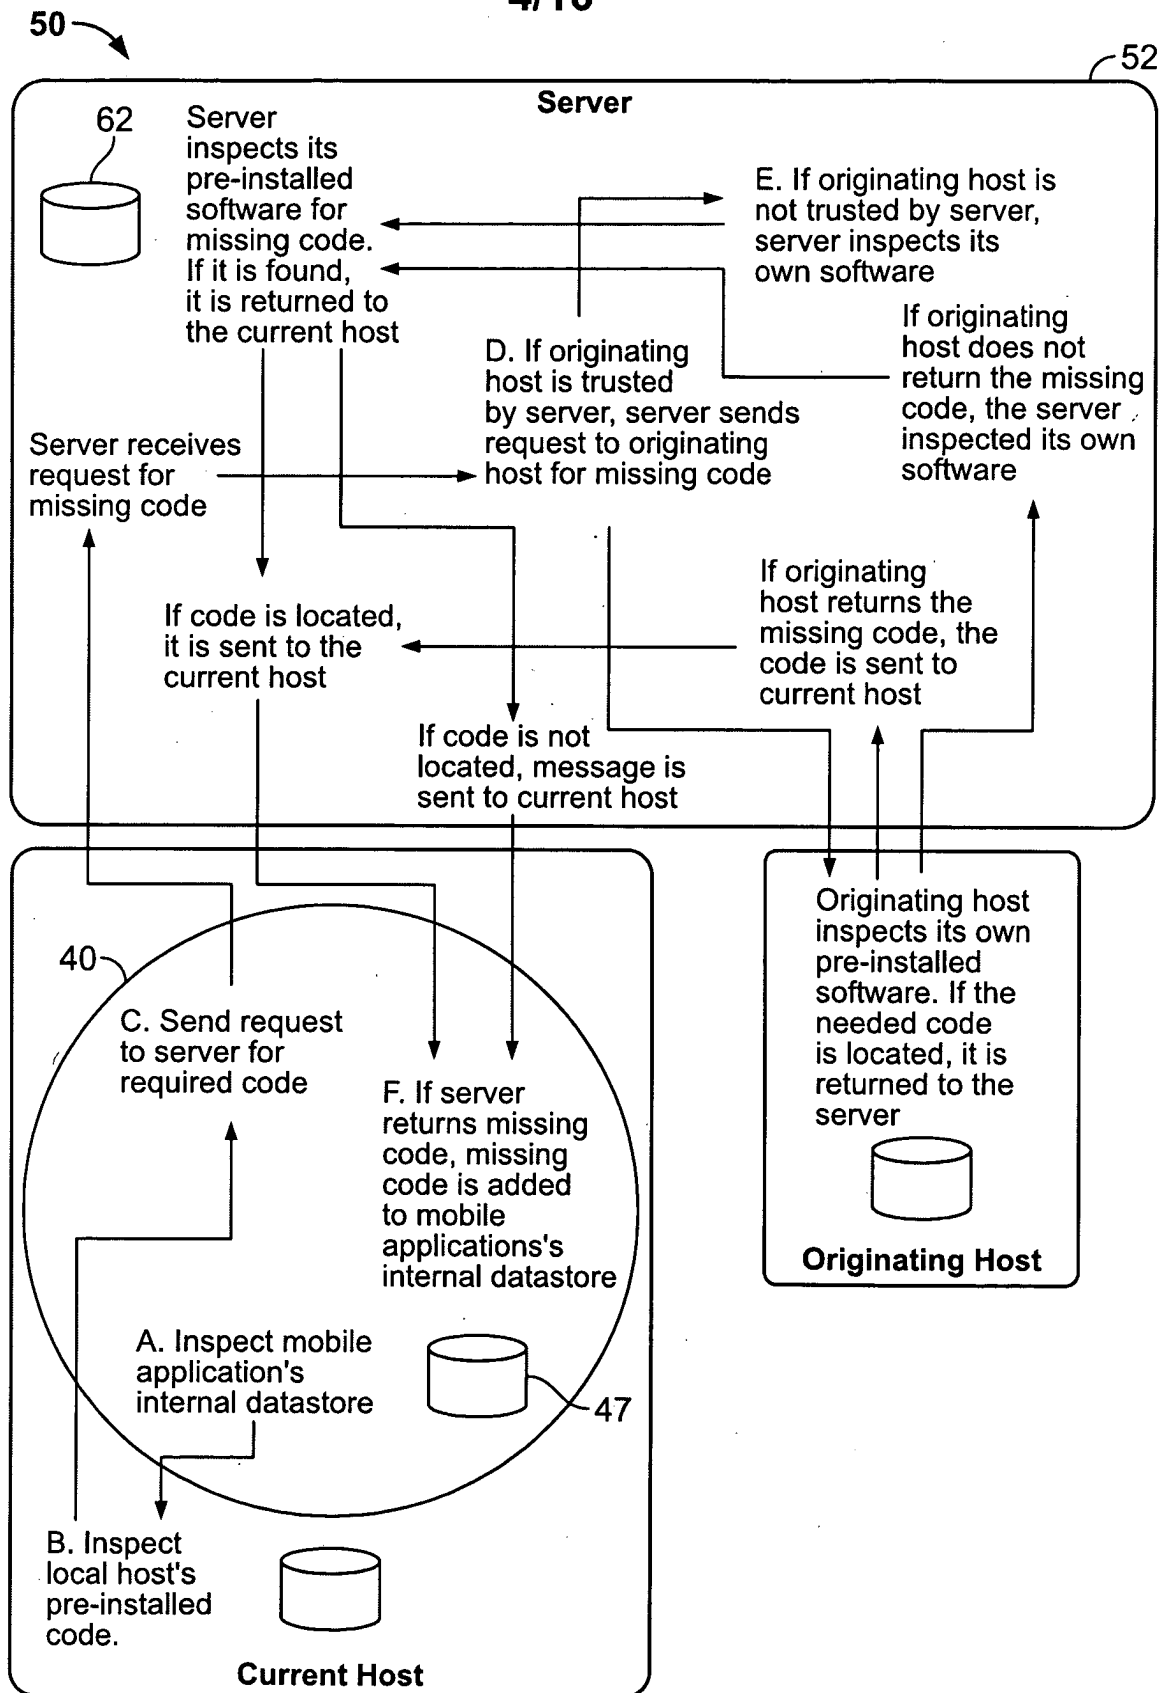 50
52
Server
62
Server
inspects its
pre-installed
software for
missing code.
If it is found,
it is returned to
the current host
E. If originating host is
not trusted by server,
server inspects its
own software
If originating
host does not
return the missing
code, the server
inspected its own
software
D. If originating
host is trusted
by server, server sends
request to originating
host for missing code
Server receives
request for
missing code
If originating
host returns the
missing code, the
code is sent to
current host
If code is located,
it is sent to the
current host
If code is not
located, message is
sent to current host
Originating host
inspects its own
pre-installed
software. If the
needed code
is located, it is
returned to the
server
Originating Host
40
C. Send request
to server for
required code
F. If server
returns missing
code, missing
code is added
to mobile
applications's
internal datastore
A. Inspect mobile
application's
internal datastore
47
B. Inspect
local host's
pre-installed
code.
Current Host